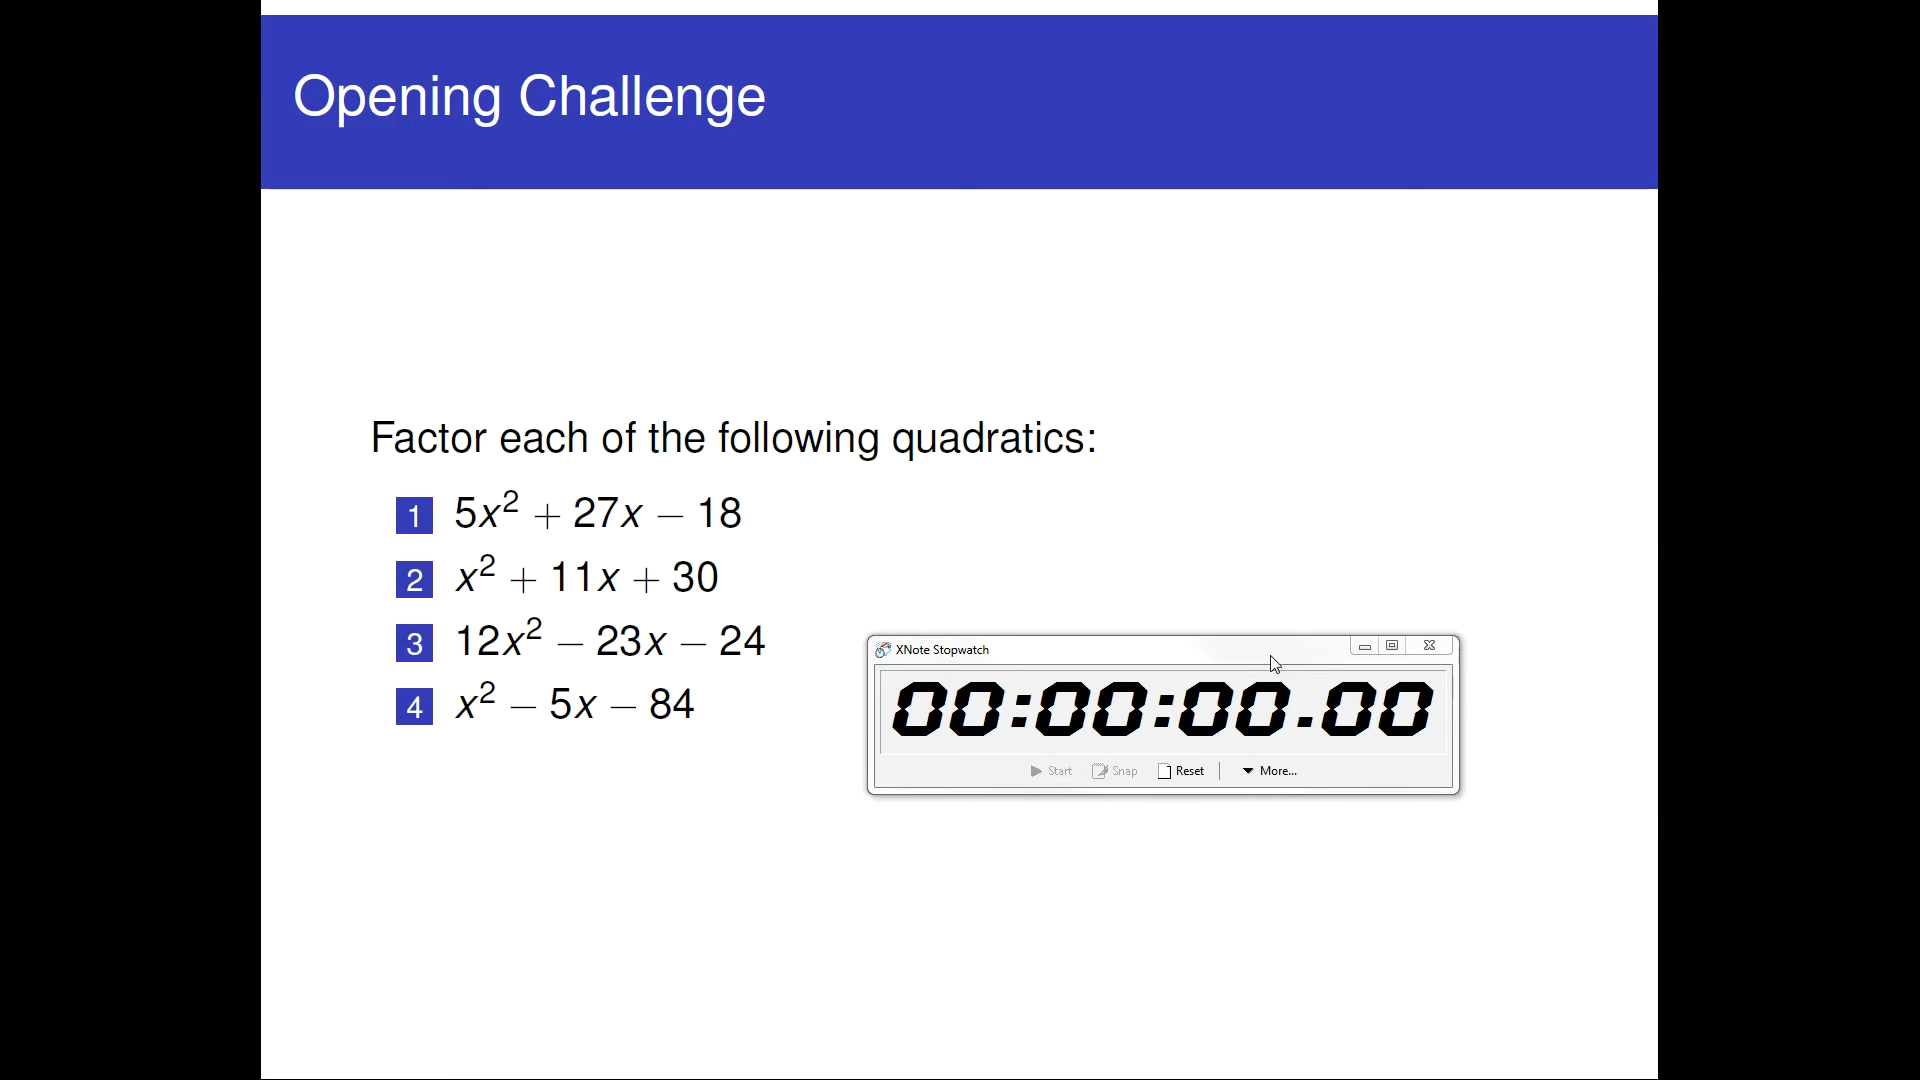 Opening Challenge
Factor each of the following quadratics:
1 5x² + 27x − 18
2 x² + 11x + 30
3 12x² − 23x − 24
4 x² − 5x − 84
XNote Stopwatch
00:00:00.00
Start Snap Reset More...